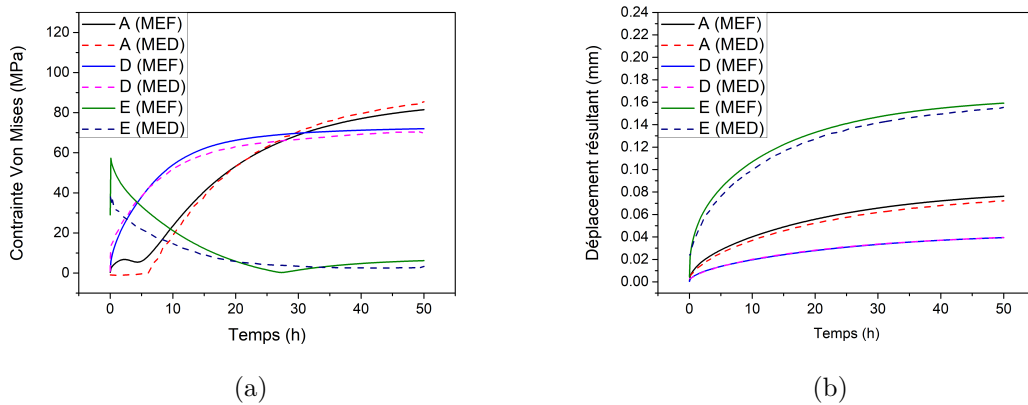 A (MEF)
A (MED)
D (MEF)
D (MED)
E (MEF)
E (MED)
120
100
80
60
40
20
0
Contrainte Von Mises (MPa)
0 10 20 30 40 50
Temps (h)
(a)
A (MEF)
A (MED)
D (MEF)
D (MED)
E (MEF)
E (MED)
0.24
0.22
0.20
0.18
0.16
0.14
0.12
0.10
0.08
0.06
0.04
0.02
0.00
Déplacement résultant (mm)
0 10 20 30 40 50
Temps (h)
(b)